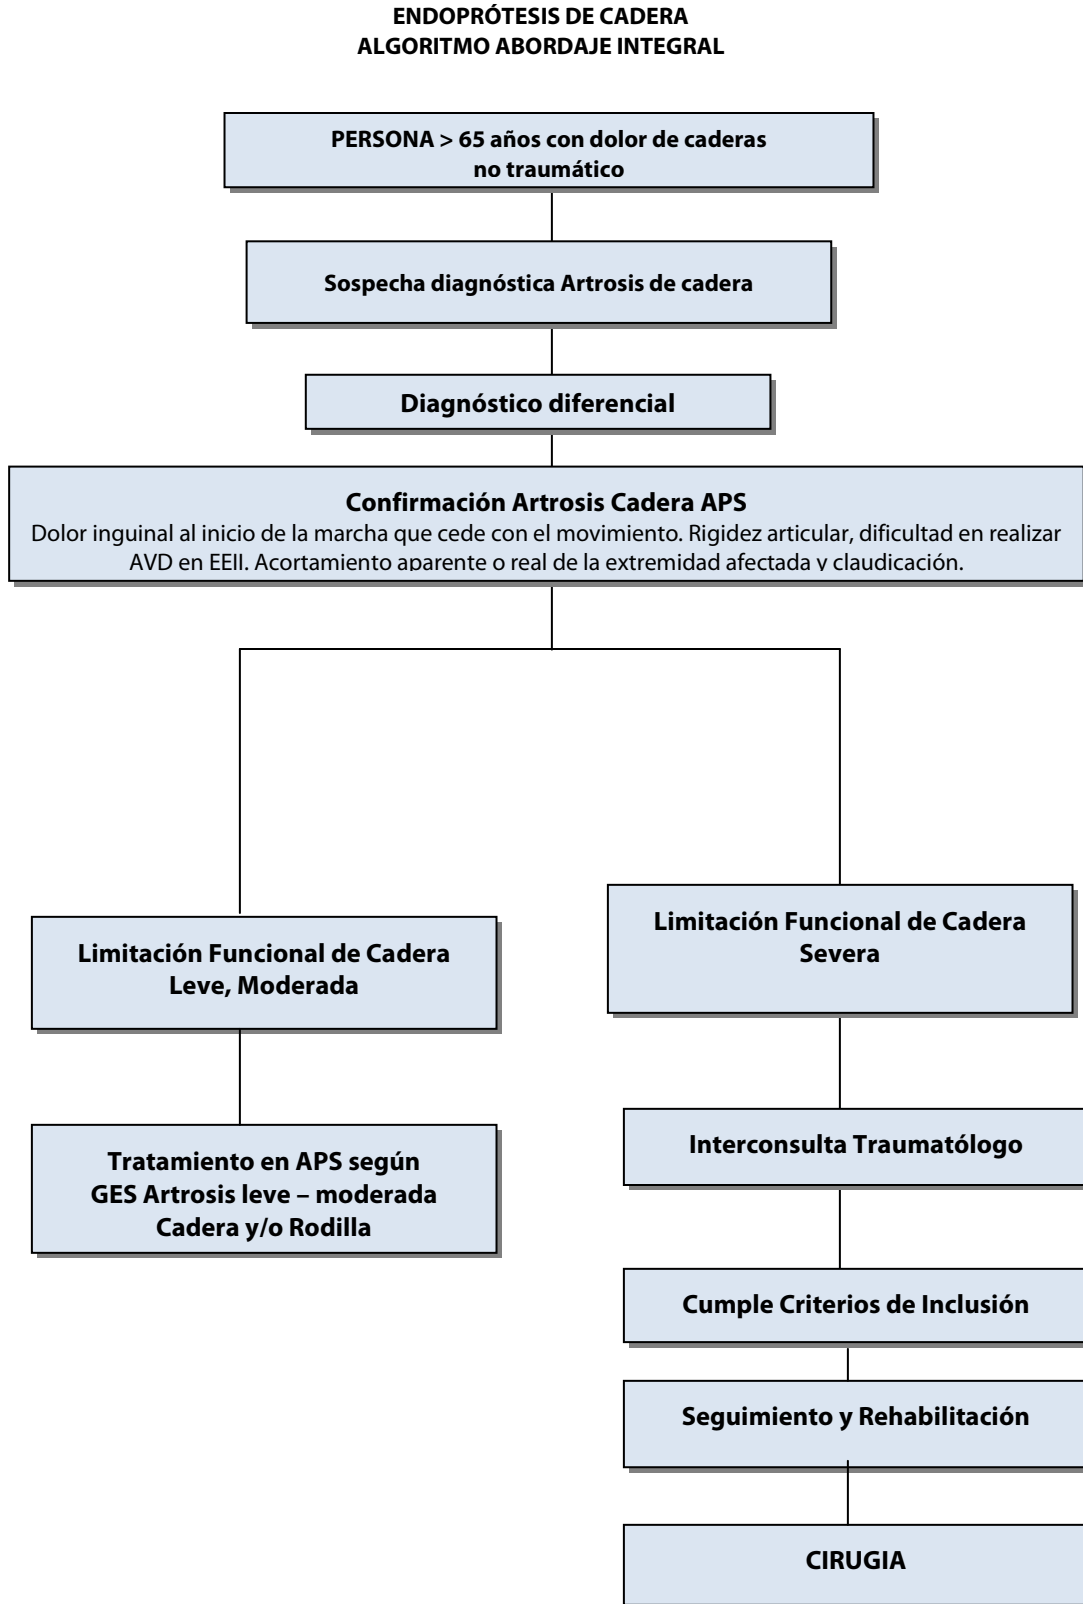 ENDOPRÓTESIS DE CADERA
ALGORITMO ABORDAJE INTEGRAL
PERSONA > 65 años con dolor de caderas
no traumático
Sospecha diagnóstica Artrosis de cadera
Diagnóstico diferencial
Confirmación Artrosis Cadera APS
Dolor inguinal al inicio de la marcha que cede con el movimiento. Rigidez articular, dificultad en realizar
AVD en EEII. Acortamiento aparente o real de la extremidad afectada y claudicación.
Limitación Funcional de Cadera
Leve, Moderada
Tratamiento en APS según
GES Artrosis leve – moderada
Cadera y/o Rodilla
Limitación Funcional de Cadera
Severa
Interconsulta Traumatólogo
Cumple Criterios de Inclusión
Seguimiento y Rehabilitación
CIRUGIA